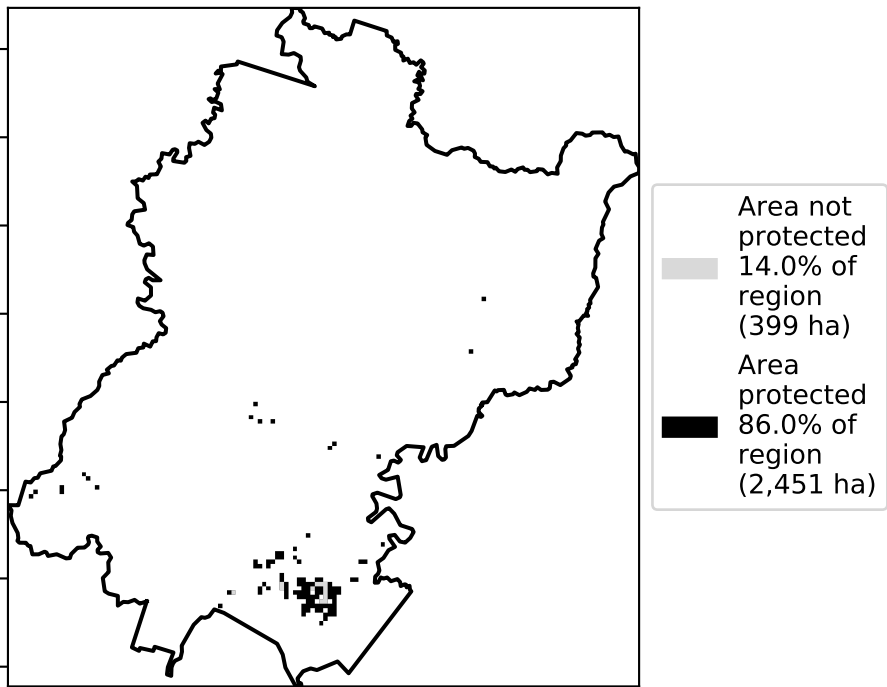 Area not
protected
14.0% of
region
(399 ha)
Area
protected
86.0% of
region
(2,451 ha)